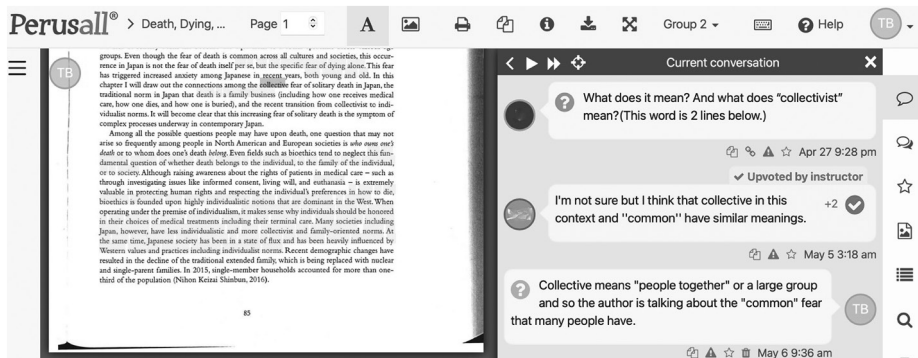 Perusall® > Death, Dying, ... Page 1 A Group 2 Help TB
TB
groups. Even though the fear of death is common across all cultures and societies, this occur-
rence in Japan is not the fear of death itself per se, but the specific fear of dying alone. This fear
has triggered increased anxiety among Japanese in recent years, both young and old. In this
chapter I will draw out the connections among the collective fear of solitary death in Japan, the
traditional norm in Japan that death is a family business (including how one receives medical
care, how one dies, and how one is buried), and the recent transition from collectivist to indi-
vidualist norms. It will become clear that this increasing fear of solitary death is the symptom of
complex processes underway in contemporary Japan.
Among all the possible questions people may have upon death, one question that may not
arise so frequently among people in North American and European societies is who owns one's
death or to whom does one's death belong. Even fields such as bioethics tend to neglect this fun-
damental question of whether death belongs to the individual, to the family of the individual,
or to society. Although raising awareness about the rights of patients in medical care – such as
through investigating issues like informed consent, living will, and euthanasia – is extremely
valuable in protecting human rights and respecting the individual's preferences in how to die,
bioethics is founded upon highly individualistic notions that are dominant in the West. When
operating under the premise of individualism, it makes sense why individuals should be honored
in their choices of medical treatments including their terminal care. Many societies including
Japan, however, have less individualistic and more collectivist and family-oriented norms. At
the same time, Japanese society has been in a state of flux and has been heavily influenced by
Western values and practices including individualist norms. Recent demographic changes have
resulted in the decline of the traditional extended family, which is being replaced with nuclear
and single-parent families. In 2015, single-member households accounted for more than one-
third of the population (Nihon Keizai Shinbun, 2016).
85
Current conversation
What does it mean? And what does "collectivist"
mean?(This word is 2 lines below.)
Apr 27 9:28 pm
Upvoted by instructor
I'm not sure but I think that collective in this +2
context and ''common'' have similar meanings.
May 5 3:18 am
Collective means "people together" or a large group
and so the author is talking about the "common" fear
that many people have.
TB
May 6 9:36 am